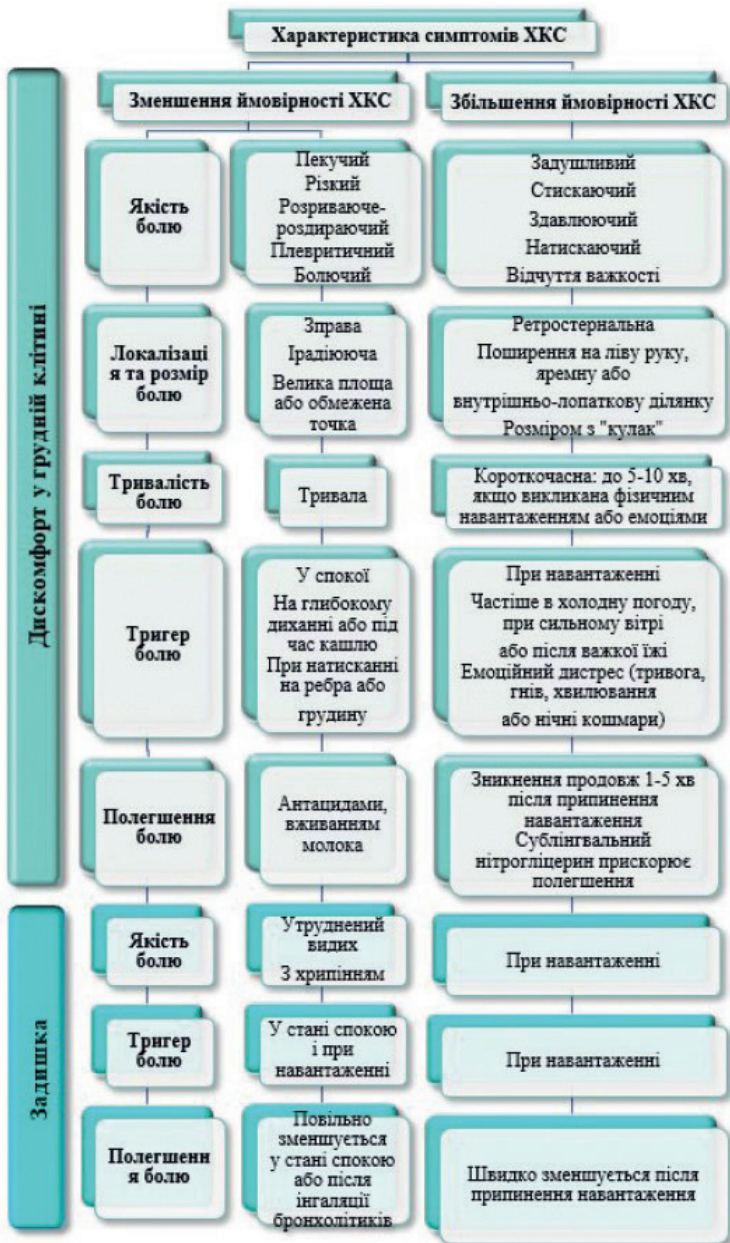 Характеристика симптомів ХКС
Зменшення ймовірності ХКС
Збільшення ймовірності ХКС
Дискомфорт у грудній клітині
Якість
болю
Пекучий
Різкий
Розриваюче-
роздираючий
Плевритичний
Болючий
Задушливий
Стискаючий
Здавлюючий
Натискаючий
Відчуття важкості
Локалізаці
я та розмір
болю
Зправа
Ірадіююча
Велика площа
або обмежена
точка
Ретростернальна
Поширення на ліву руку,
яремну або
внутрішньо-лопаткову ділянку
Розміром з "кулак"
Тривалість
болю
Тривала
Короткочасна: до 5-10 хв,
якщо викликана фізичним
навантаженням або емоціями
Тригер
болю
У спокої
На глибокому
диханні або під
час кашлю
При натисканні
на ребра або
грудину
При навантаженні
Частіше в холодну погоду,
при сильному вітрі
або після важкої їжі
Емоційний дистрес (тривога,
гнів, хвилювання
або нічні кошмари)
Полегшення
болю
Антацидами,
вживанням
молока
Зникнення продовж 1-5 хв
після припинення
навантаження
Сублінгвальний
нітрогліцерин прискорює
полегшення
Задишка
Якість
болю
Утруднений
видих
З хрипінням
При навантаженні
Тригер
болю
У стані спокою
і при
навантаженні
При навантаженні
Полегшенн
я болю
Повільно
зменшується
у стані спокою
або після
інгаляції
бронхолітиків
Швидко зменшується після
припинення навантаження